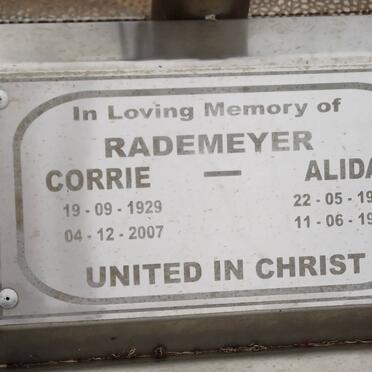 In Loving Memory of
RADEMEYER
CORRIE — ALIDA
19 - 09 - 1929 22 - 05 - 19
04 - 12 - 2007 11 - 06 - 19
UNITED IN CHRIST